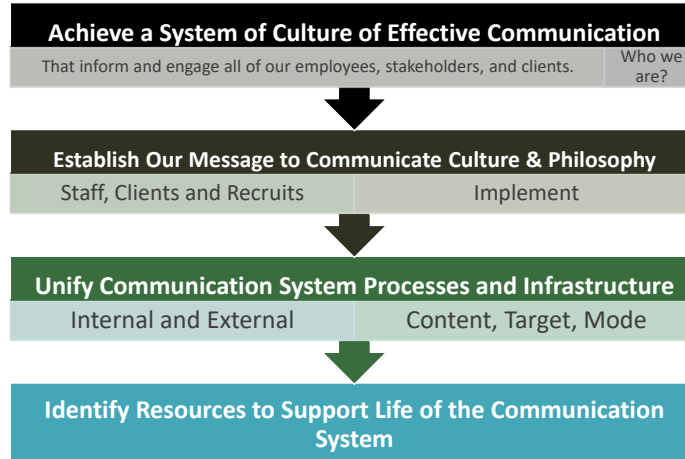 Achieve a System of Culture of Effective Communication
That inform and engage all of our employees, stakeholders, and clients.
Who we
are?
Establish Our Message to Communicate Culture & Philosophy
Staff, Clients and Recruits
Implement
Unify Communication System Processes and Infrastructure
Internal and External
Content, Target, Mode
Identify Resources to Support Life of the Communication
System